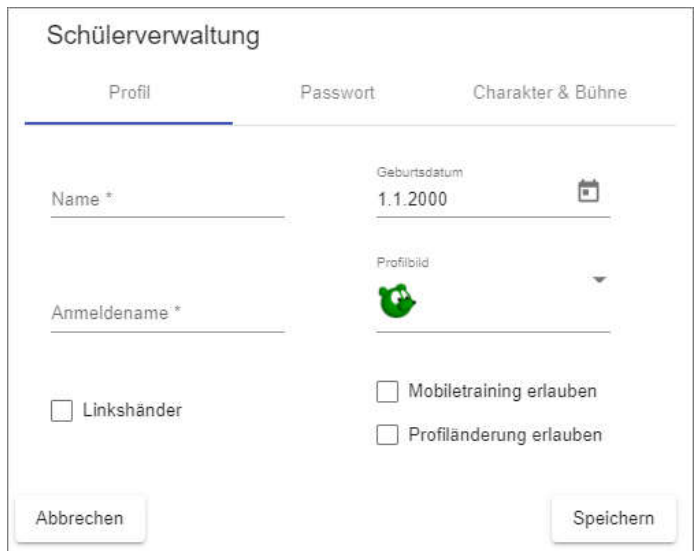 Schülerverwaltung
Profil Passwort Charakter & Bühne
Geburtsdatum
Name * 1.1.2000
Profilbild
Anmeldename *
Linkshänder
Mobiletraining erlauben
Profiländerung erlauben
Abbrechen Speichern